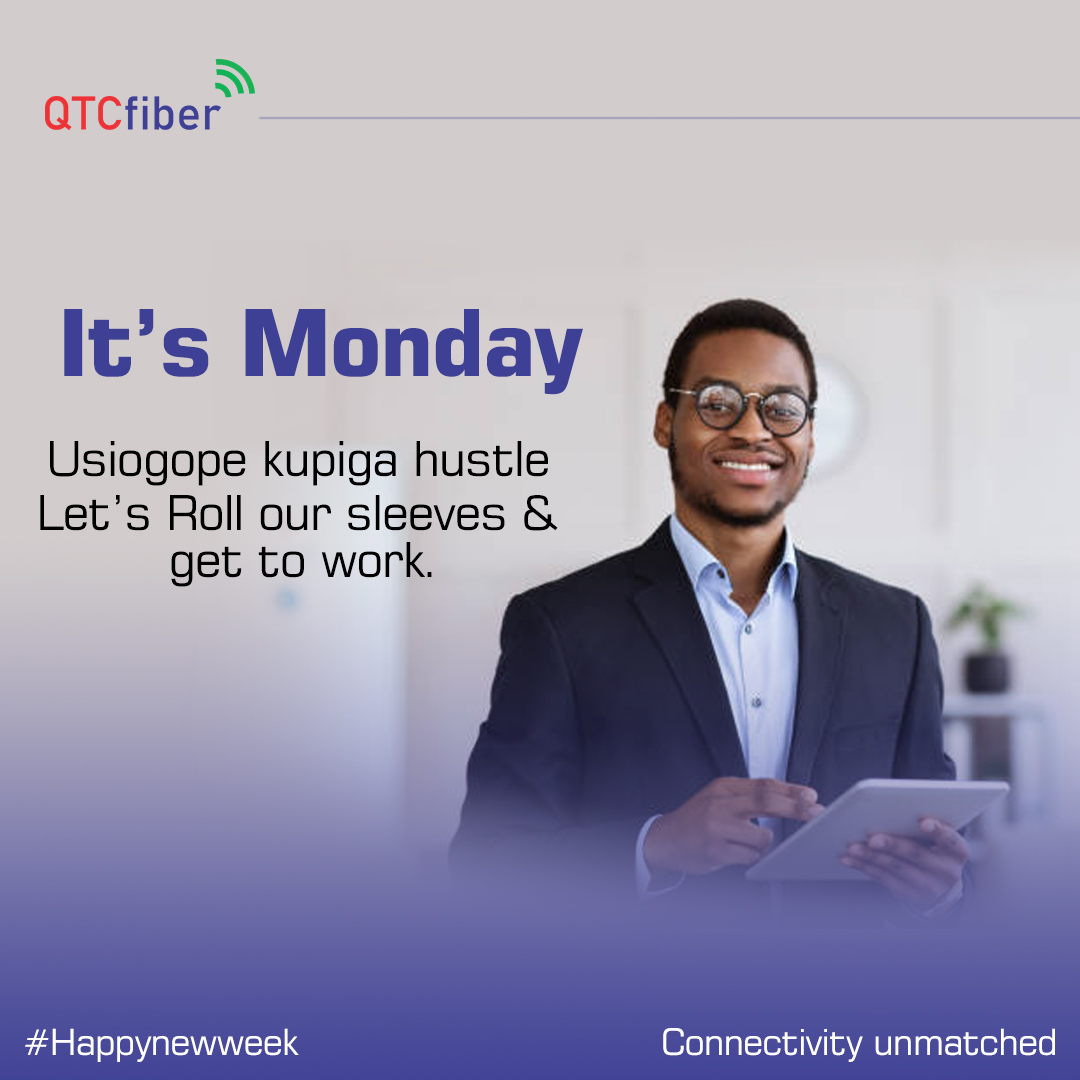 QTCfiber
It's Monday
Usiogope kupiga hustle
Let's Roll our sleeves &
get to work.
#Happynewweek
Connectivity unmatched